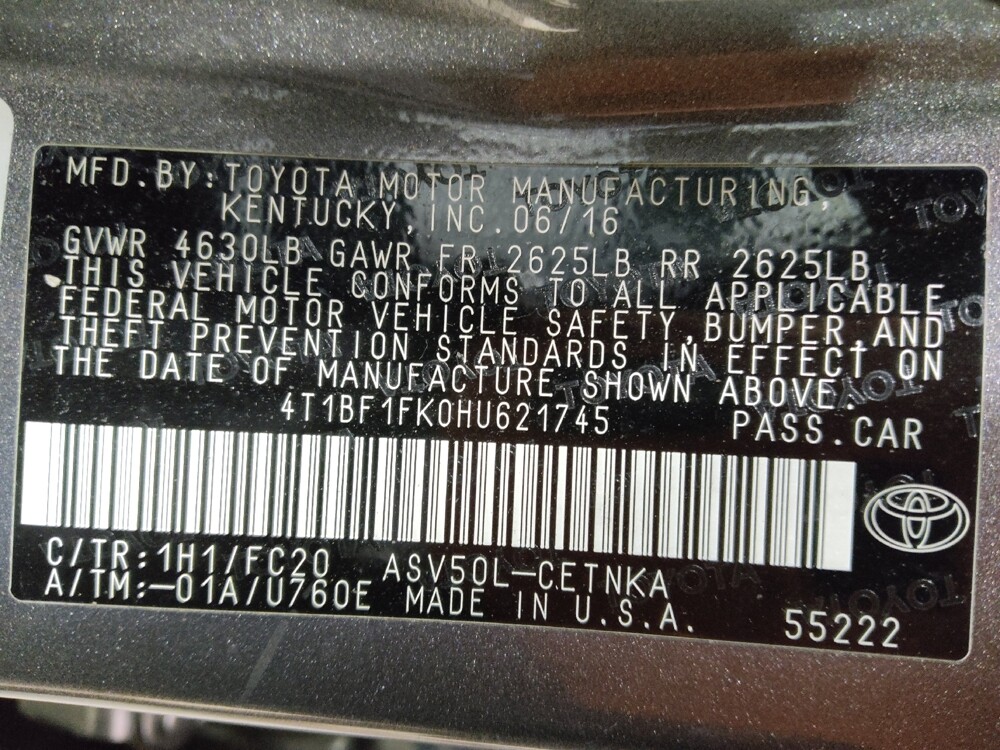 MFD.BY:TOYOTA MOTOR MANUFACTURING,
KENTUCKY,INC.06/16
GVWR 4630LB GAWR FR 2625LB RR 2625LB
THIS VEHICLE CONFORMS TO ALL APPLICABLE
FEDERAL MOTOR VEHICLE SAFETY,BUMPER,AND
THEFT PREVENTION STANDARDS IN EFFECT ON
THE DATE OF MANUFACTURE SHOWN ABOVE.
4T1BF1FK0HU621745 PASS.CAR
C/TR:1H1/FC20 ASV50L-CETNKA
A/TM:-01A/U760E MADE IN U.S.A. 55222